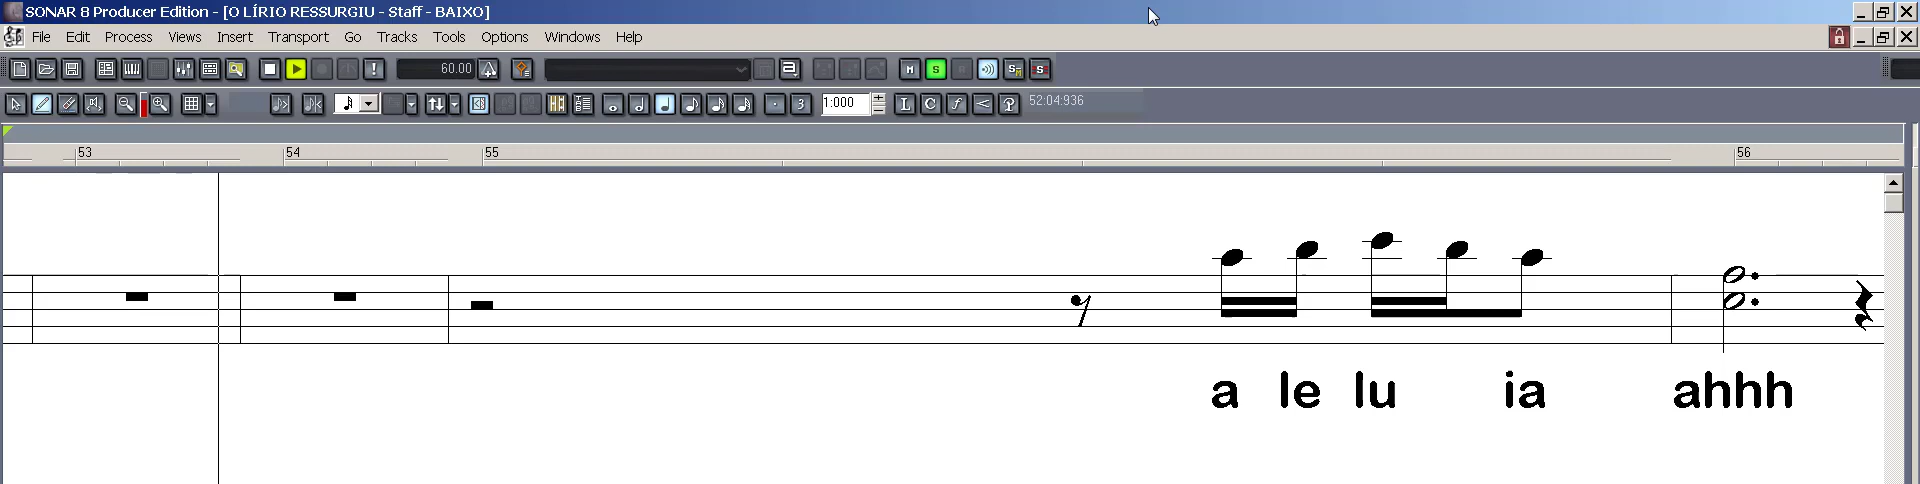 SONAR 8 Producer Edition - [O LÍRIO RESSURGIU - Staff - BAIXO]
File Edit Process Views Insert Transport Go Tracks Tools Options Windows Help
60.00 M S
3 1:000 L C f < P 52:04:936
53 54 55 56
a le lu ia ahhh